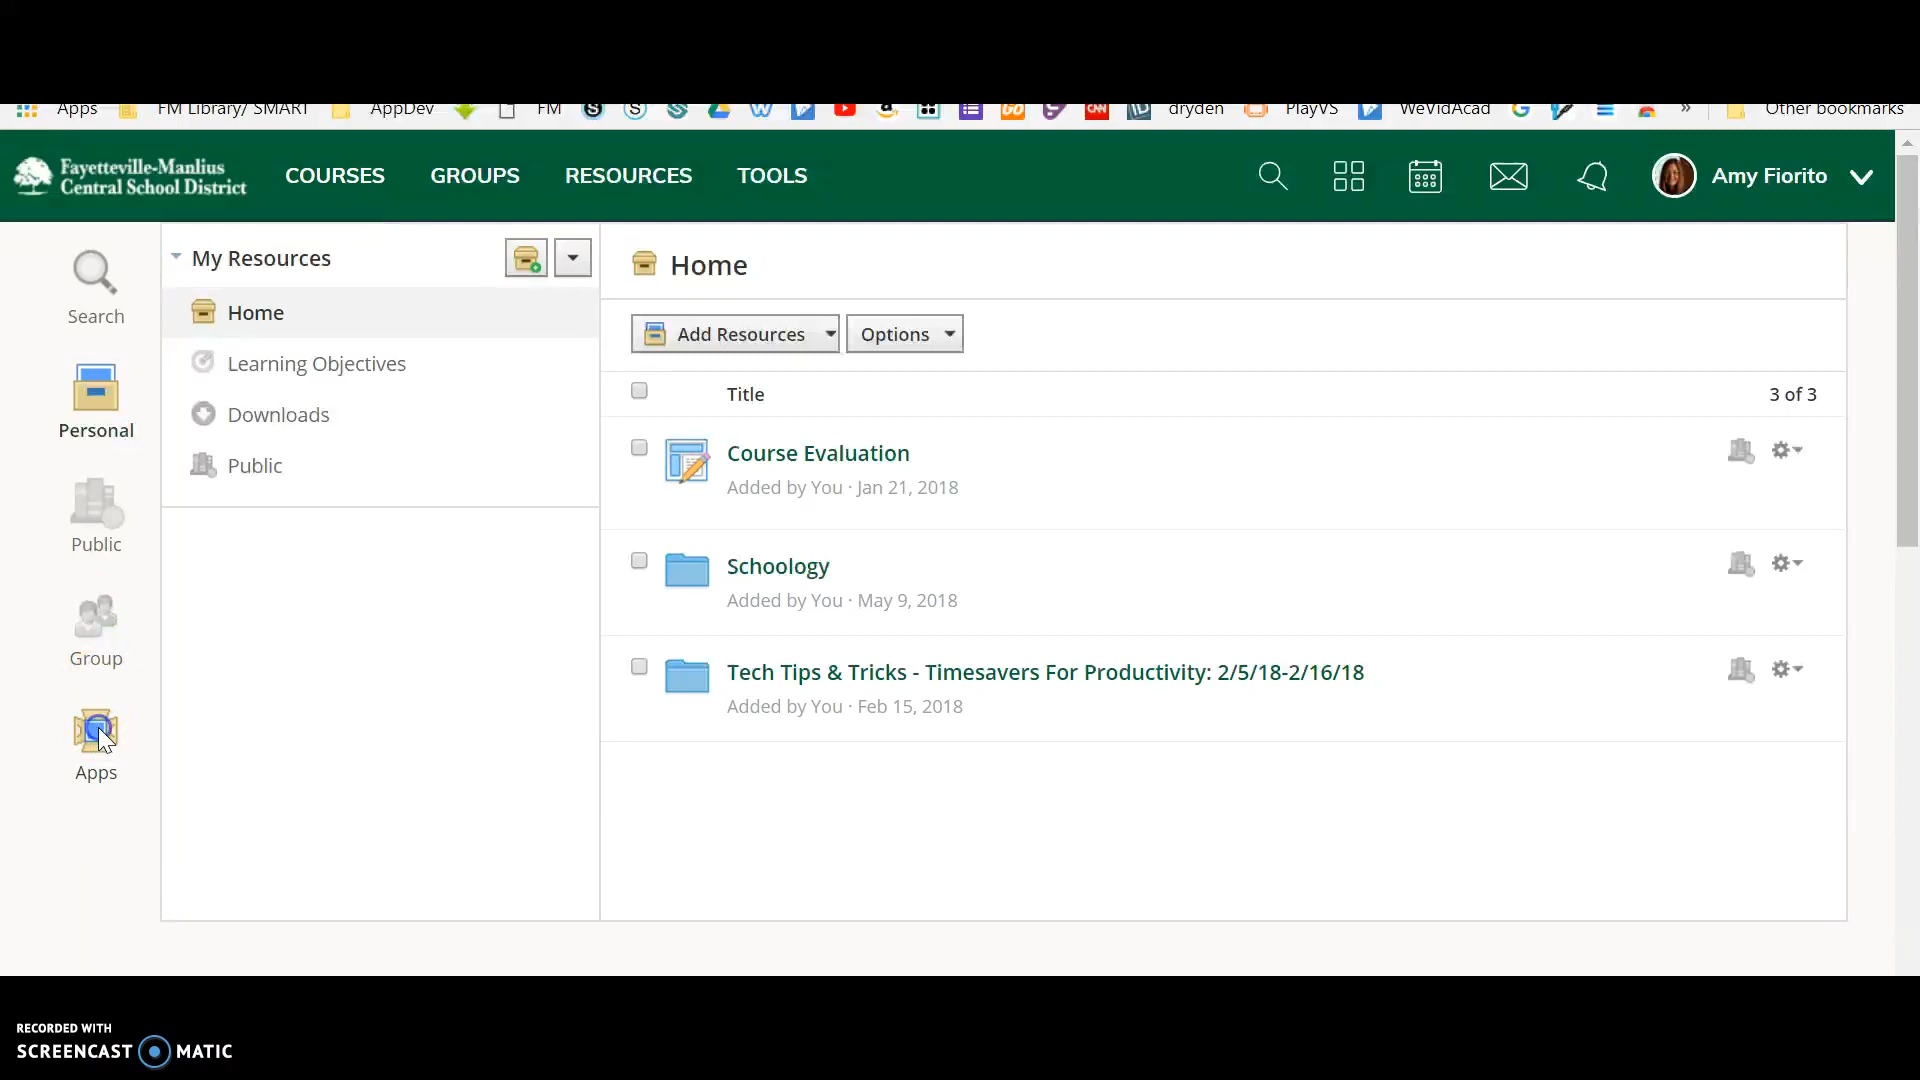 Apps FM Library/ SMART AppDev FM dryden PlayVS WeVidAcad » Other bookmarks
Fayetteville-Manlius
Central School District
COURSES GROUPS RESOURCES TOOLS Amy Fiorito
Search
Personal
Public
Group
Apps
My Resources
Home
Learning Objectives
Downloads
Public
Home
Add Resources Options
Title 3 of 3
Course Evaluation
Added by You · Jan 21, 2018
Schoology
Added by You · May 9, 2018
Tech Tips & Tricks - Timesavers For Productivity: 2/5/18-2/16/18
Added by You · Feb 15, 2018
RECORDED WITH
SCREENCAST MATIC